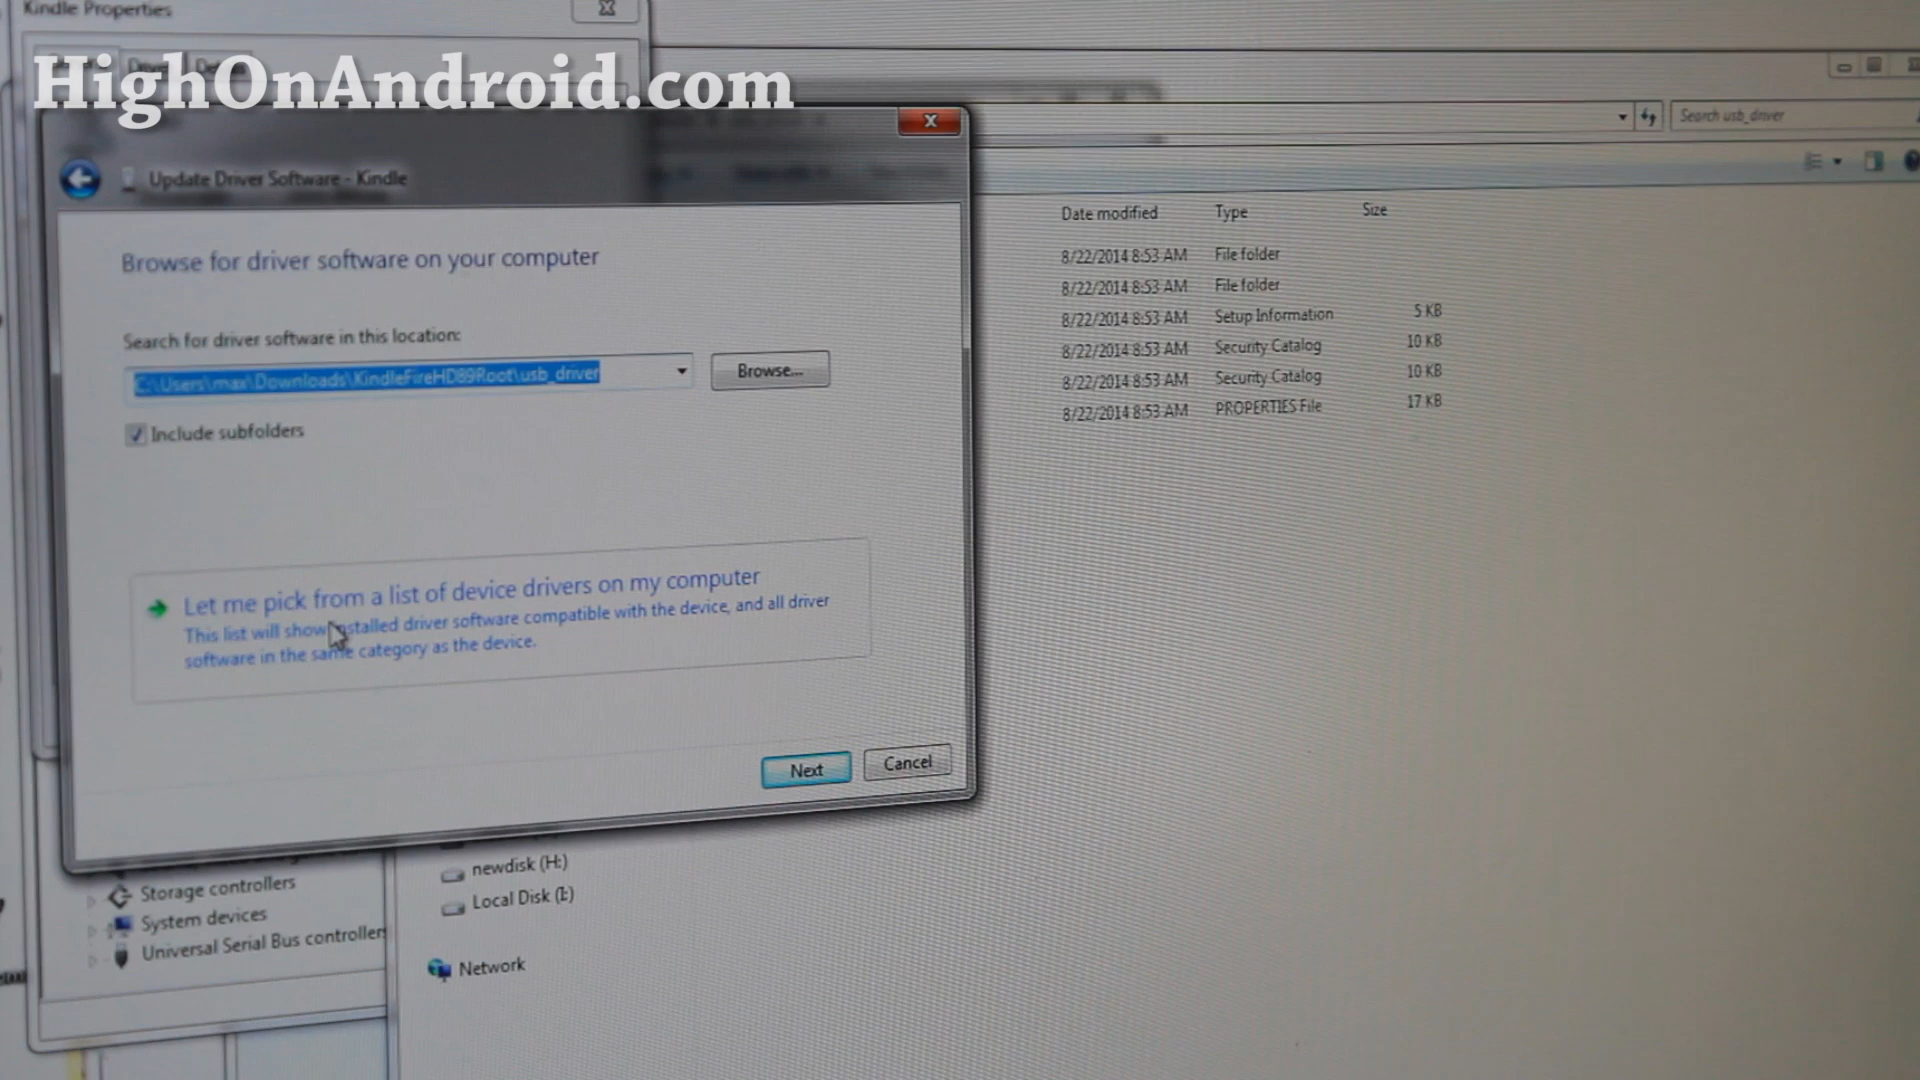 Kindle Properties
HighOnAndroid.com
Search usb_driver
Update Driver Software - Kindle
Date modified Type Size
Browse for driver software on your computer
8/22/2014 8:53 AM File folder
8/22/2014 8:53 AM File folder
8/22/2014 8:53 AM Setup Information 5 KB
8/22/2014 8:53 AM Security Catalog 10 KB
8/22/2014 8:53 AM Security Catalog 10 KB
8/22/2014 8:53 AM PROPERTIES File 17 KB
Search for driver software in this location:
C:\Users\max\Downloads\KindleFireHD89Root\usb_driver
Browse...
Include subfolders
Let me pick from a list of device drivers on my computer
This list will show installed driver software compatible with the device, and all driver
software in the same category as the device.
Next Cancel
newdisk (H:)
Local Disk (I:)
Storage controllers
System devices
Universal Serial Bus controllers
Network